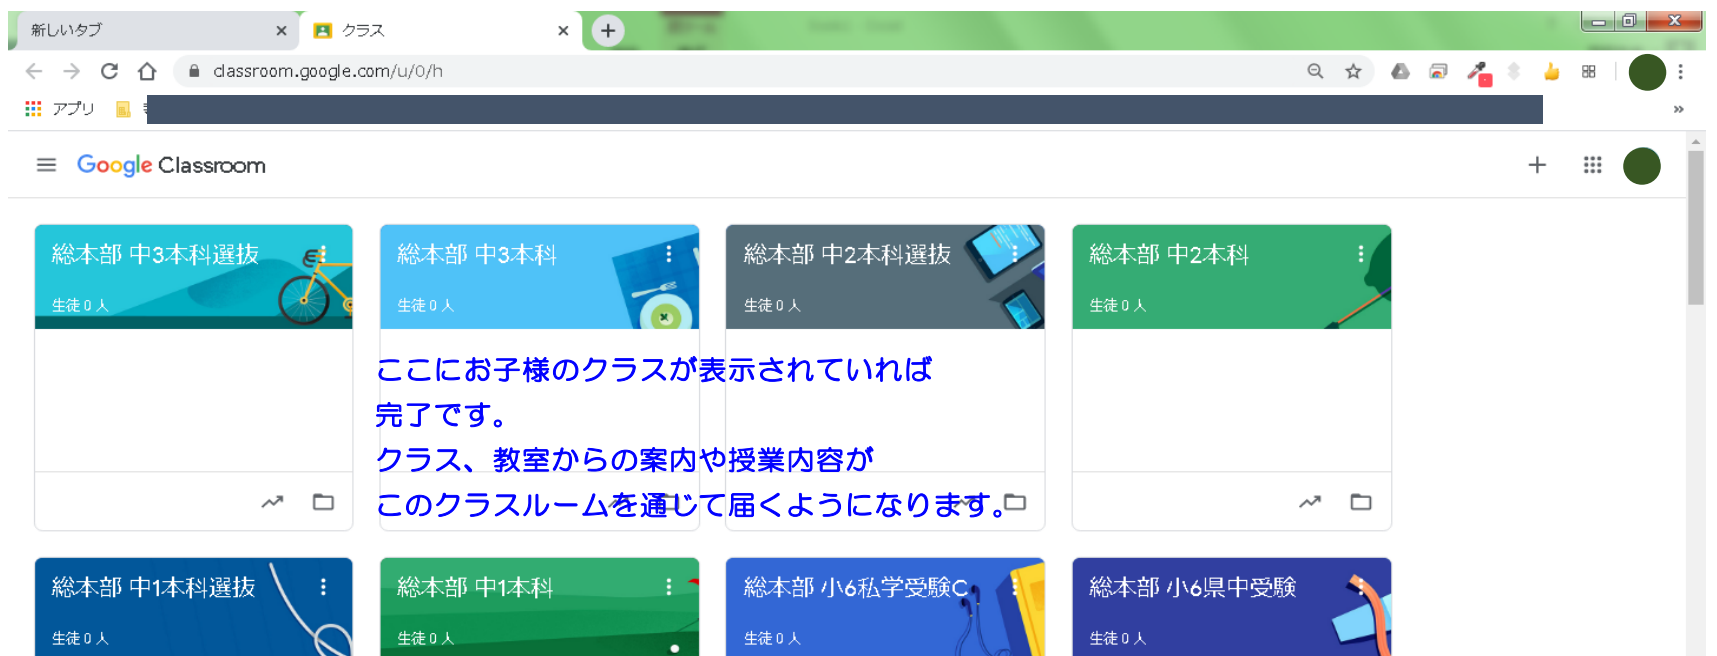 新しいタブ
クラス
classroom.google.com/u/0/h
アプリ
Google Classroom
総本部 中3本科選抜
生徒 0 人
総本部 中3本科
生徒 0 人
総本部 中2本科選抜
生徒 0 人
総本部 中2本科
生徒 0 人
ここにお子様のクラスが表示されていれば
完了です。
クラス、教室からの案内や授業内容が
このクラスルームを通じて届くようになります。
総本部 中1本科選抜
生徒 0 人
総本部 中1本科
生徒 0 人
総本部 小6私学受験C
生徒 0 人
総本部 小6県中受験
生徒 0 人